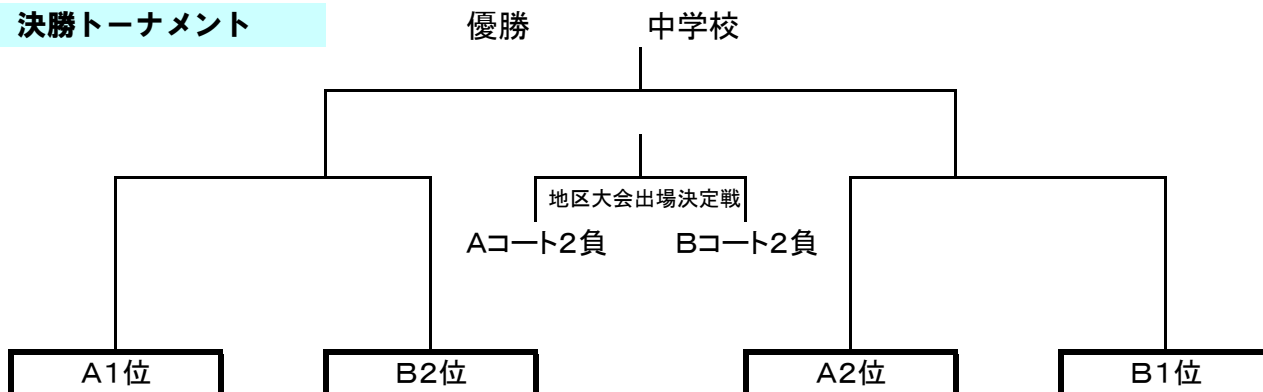 決勝トーナメント 優勝 中学校
地区大会出場決定戦
Aコート2負 Bコート2負
A1位 B2位 A2位 B1位